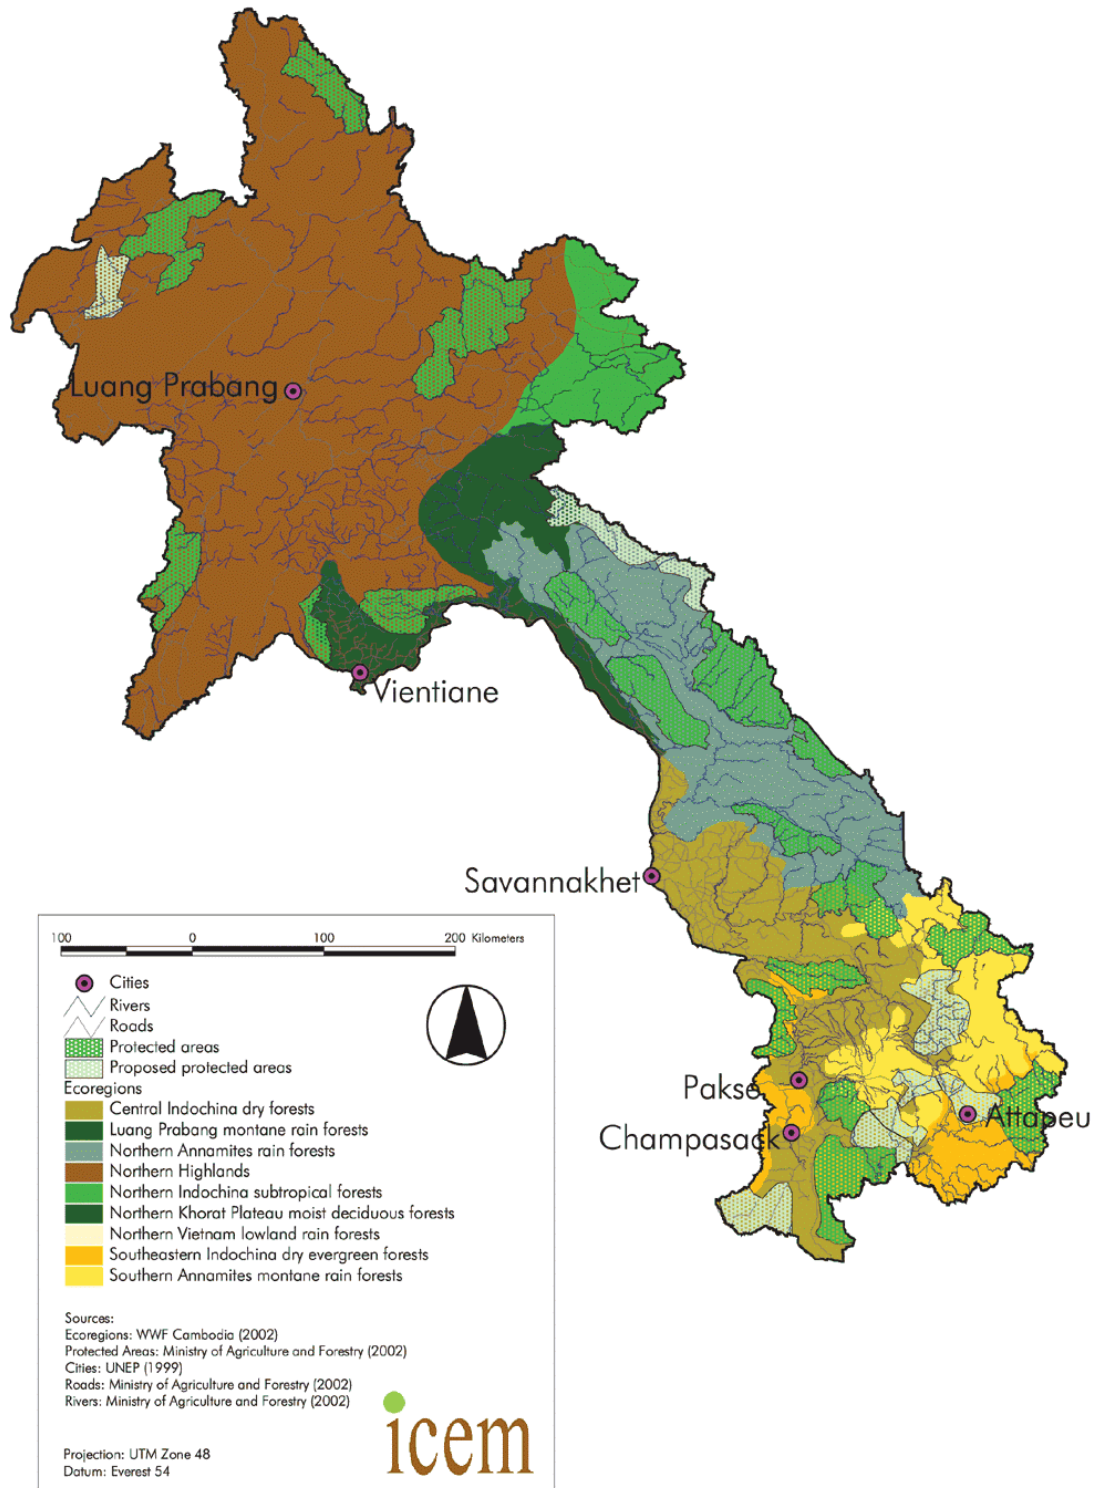 Luang Prabang
Vientiane
Savannakhet
Pakse
Champasack
Attapeu
100 0 100 200 Kilometers
Cities
Rivers
Roads
Protected areas
Proposed protected areas
Ecoregions
Central Indochina dry forests
Luang Prabang montane rain forests
Northern Annamites rain forests
Northern Highlands
Northern Indochina subtropical forests
Northern Khorat Plateau moist deciduous forests
Northern Vietnam lowland rain forests
Southeastern Indochina dry evergreen forests
Southern Annamites montane rain forests
Sources:
Ecoregions: WWF Cambodia (2002)
Protected Areas: Ministry of Agriculture and Forestry (2002)
Cities: UNEP (1999)
Roads: Ministry of Agriculture and Forestry (2002)
Rivers: Ministry of Agriculture and Forestry (2002)
icem
Projection: UTM Zone 48
Datum: Everest 54